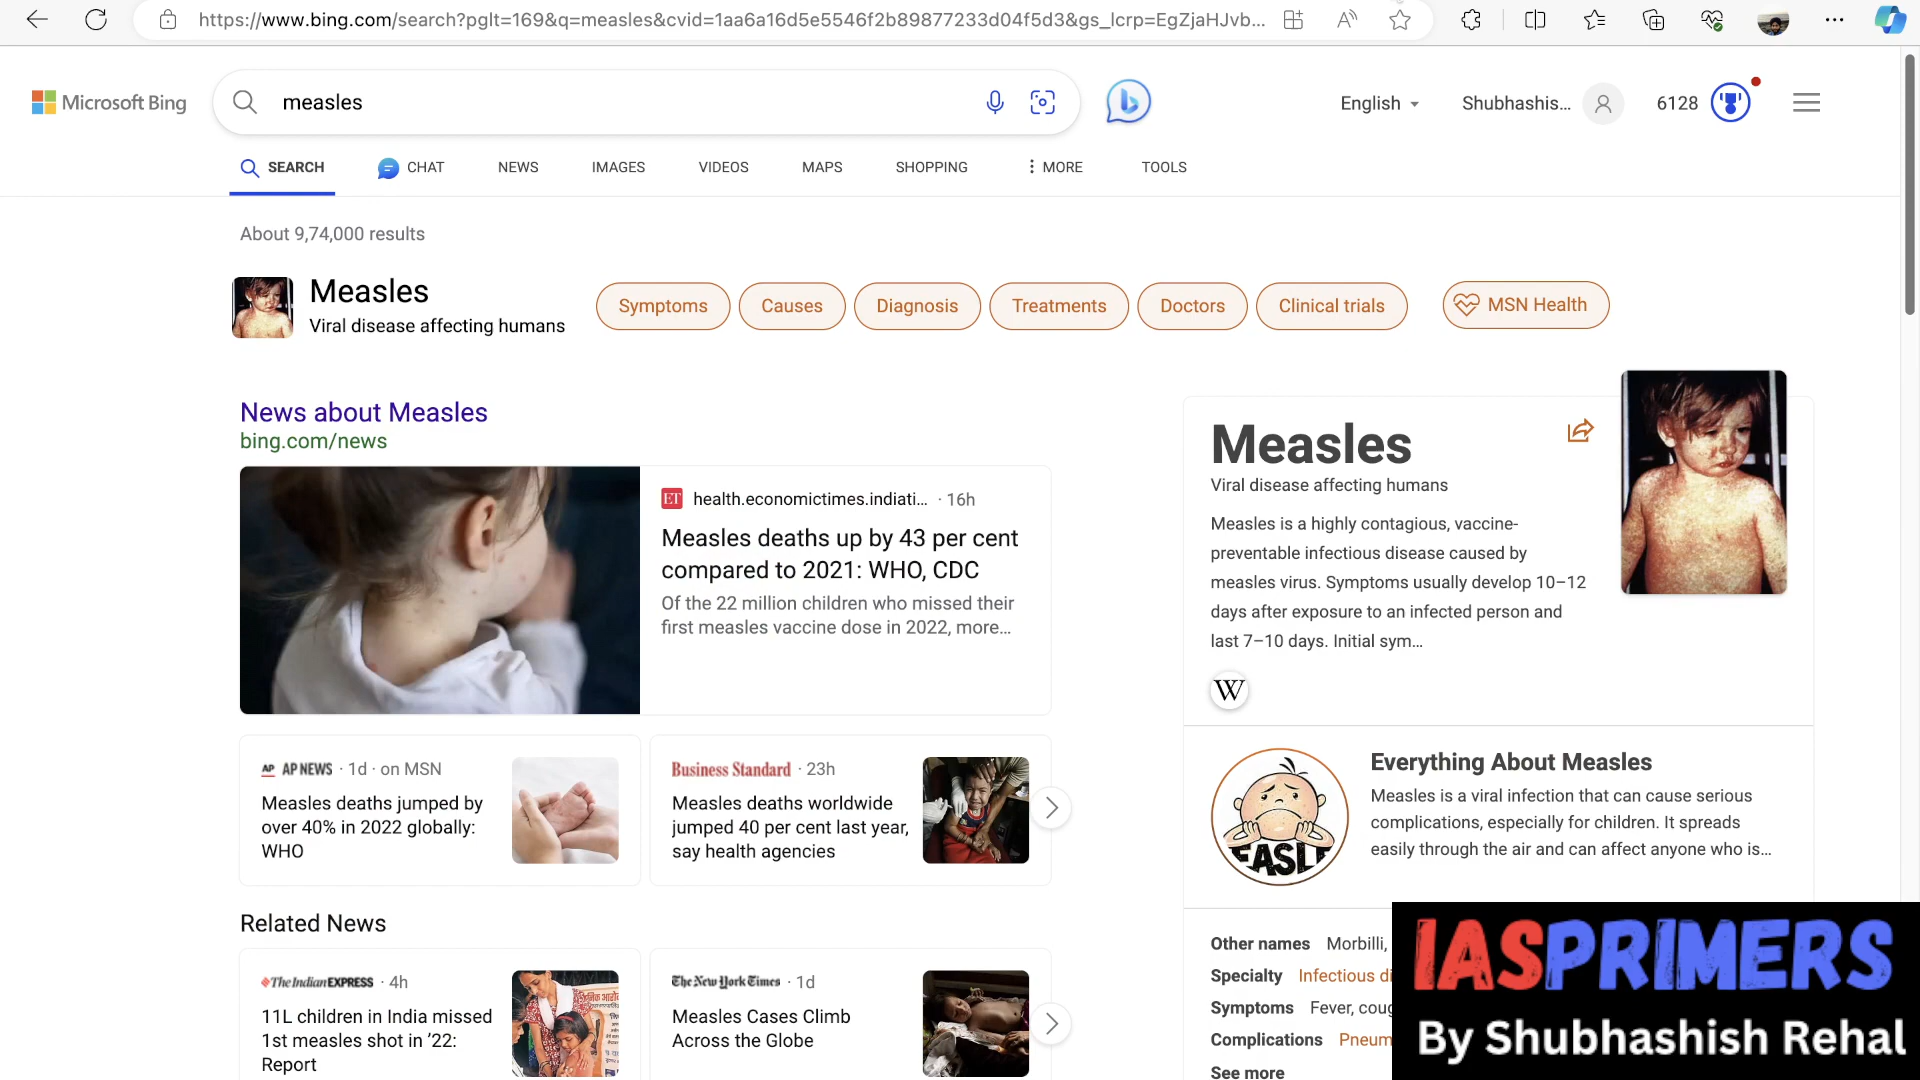 https://www.bing.com/search?pglt=169&q=measles&cvid=1aa6a16d5e5546f2b89877233d04f5d3&gs_lcrp=EgZjaHJvb...
Microsoft Bing
measles
English
Shubhashis...
6128
SEARCH
CHAT
NEWS
IMAGES
VIDEOS
MAPS
SHOPPING
MORE
TOOLS
About 9,74,000 results
Measles
Viral disease affecting humans
Symptoms
Causes
Diagnosis
Treatments
Doctors
Clinical trials
MSN Health
News about Measles
bing.com/news
ET health.economictimes.indiati... · 16h
Measles deaths up by 43 per cent
compared to 2021: WHO, CDC
Of the 22 million children who missed their
first measles vaccine dose in 2022, more...
AP AP NEWS · 1d · on MSN
Measles deaths jumped by
over 40% in 2022 globally:
WHO
Business Standard · 23h
Measles deaths worldwide
jumped 40 per cent last year,
say health agencies
Related News
The Indian EXPRESS · 4h
11L children in India missed
1st measles shot in ’22:
Report
The New York Times · 1d
Measles Cases Climb
Across the Globe
Measles
Viral disease affecting humans
Measles is a highly contagious, vaccine-
preventable infectious disease caused by
measles virus. Symptoms usually develop 10–12
days after exposure to an infected person and
last 7–10 days. Initial sym...
W
Everything About Measles
Measles is a viral infection that can cause serious
complications, especially for children. It spreads
easily through the air and can affect anyone who is...
EASLE
Other names Morbilli,
Specialty Infectious di
Symptoms Fever, coug
Complications Pneum
See more
IASPRIMERS
By Shubhashish Rehal